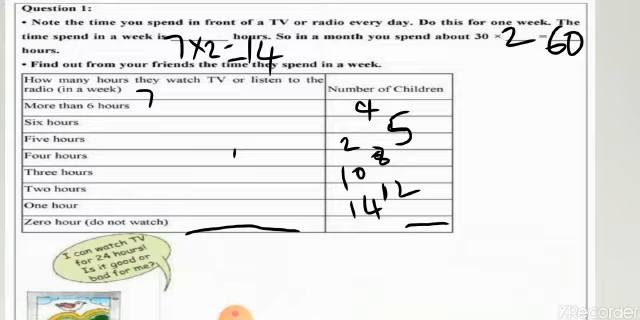 Question 1:
• Note the time you spend in front of a TV or radio every day. Do this for one week. The
time spend in a week is 7×2=14 hours. So in a month you spend about 30 × 2 = 60
hours.
• Find out from your friends the time they spend in a week.
How many hours they watch TV or listen to the radio (in a week) 7 Number of Children
More than 6 hours 4
Six hours 5
Five hours 2
Four hours 8
Three hours 10
Two hours 12
One hour 14
Zero hour (do not watch)
I can watch TV
for 24 hours!
Is it good or
bad for me?
XRecorder